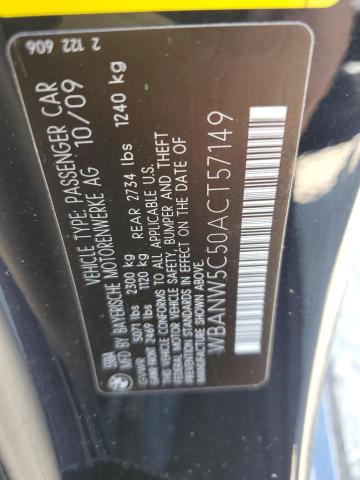 2 122 606
VEHICLE TYPE: PASSENGER CAR
MFD BY BAYERISCHE MOTORENWERKE AG 10/09
GVWR 5071 lbs 2300 kg
GAWR FRONT 2469 lbs 1120 kg REAR 2734 lbs 1240 kg
THIS VEHICLE CONFORMS TO ALL APPLICABLE U.S.
FEDERAL MOTOR VEHICLE SAFETY, BUMPER AND THEFT
PREVENTION STANDARDS IN EFFECT ON THE DATE
OF MANUFACTURE SHOWN ABOVE.
WBANW5C50ACT57149